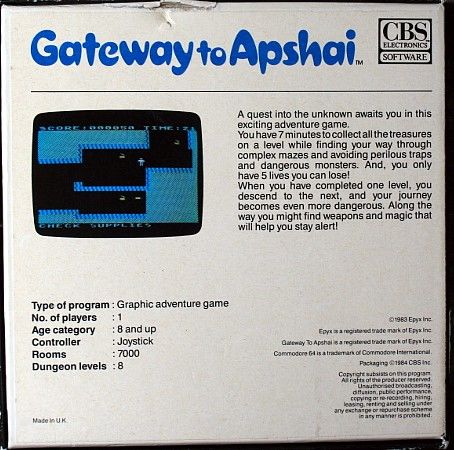 Gateway to Apshai™
CBS
ELECTRONICS
SOFTWARE
SCORE:000050 TIME:21
CHECK SUPPLIES
A quest into the unknown awaits you in this
exciting adventure game.
You have 7 minutes to collect all the treasures
on a level while finding your way through
complex mazes and avoiding perilous traps
and dangerous monsters. And, you only
have 5 lives you can lose!
When you have completed one level, you
descend to the next, and your journey
becomes even more dangerous. Along the
way you might find weapons and magic that
will help you stay alert!
Type of program : Graphic adventure game
No. of players : 1
Age category : 8 and up
Controller : Joystick
Rooms : 7000
Dungeon levels : 8
©1983 Epyx Inc.
Epyx is a registered trade mark of Epyx Inc.
Gateway To Apshai is a registered trade mark of Epyx Inc.
Commodore 64 is a trademark of Commodore International.
Packaging ©1984 CBS Inc.
Copyright subsists on this program.
All rights of the producer reserved.
Unauthorised broadcasting,
diffusion, public performance,
copying or re-recording, hiring,
leasing, renting and selling under
any exchange or repurchase scheme
in any manner is prohibited.
Made in U.K.